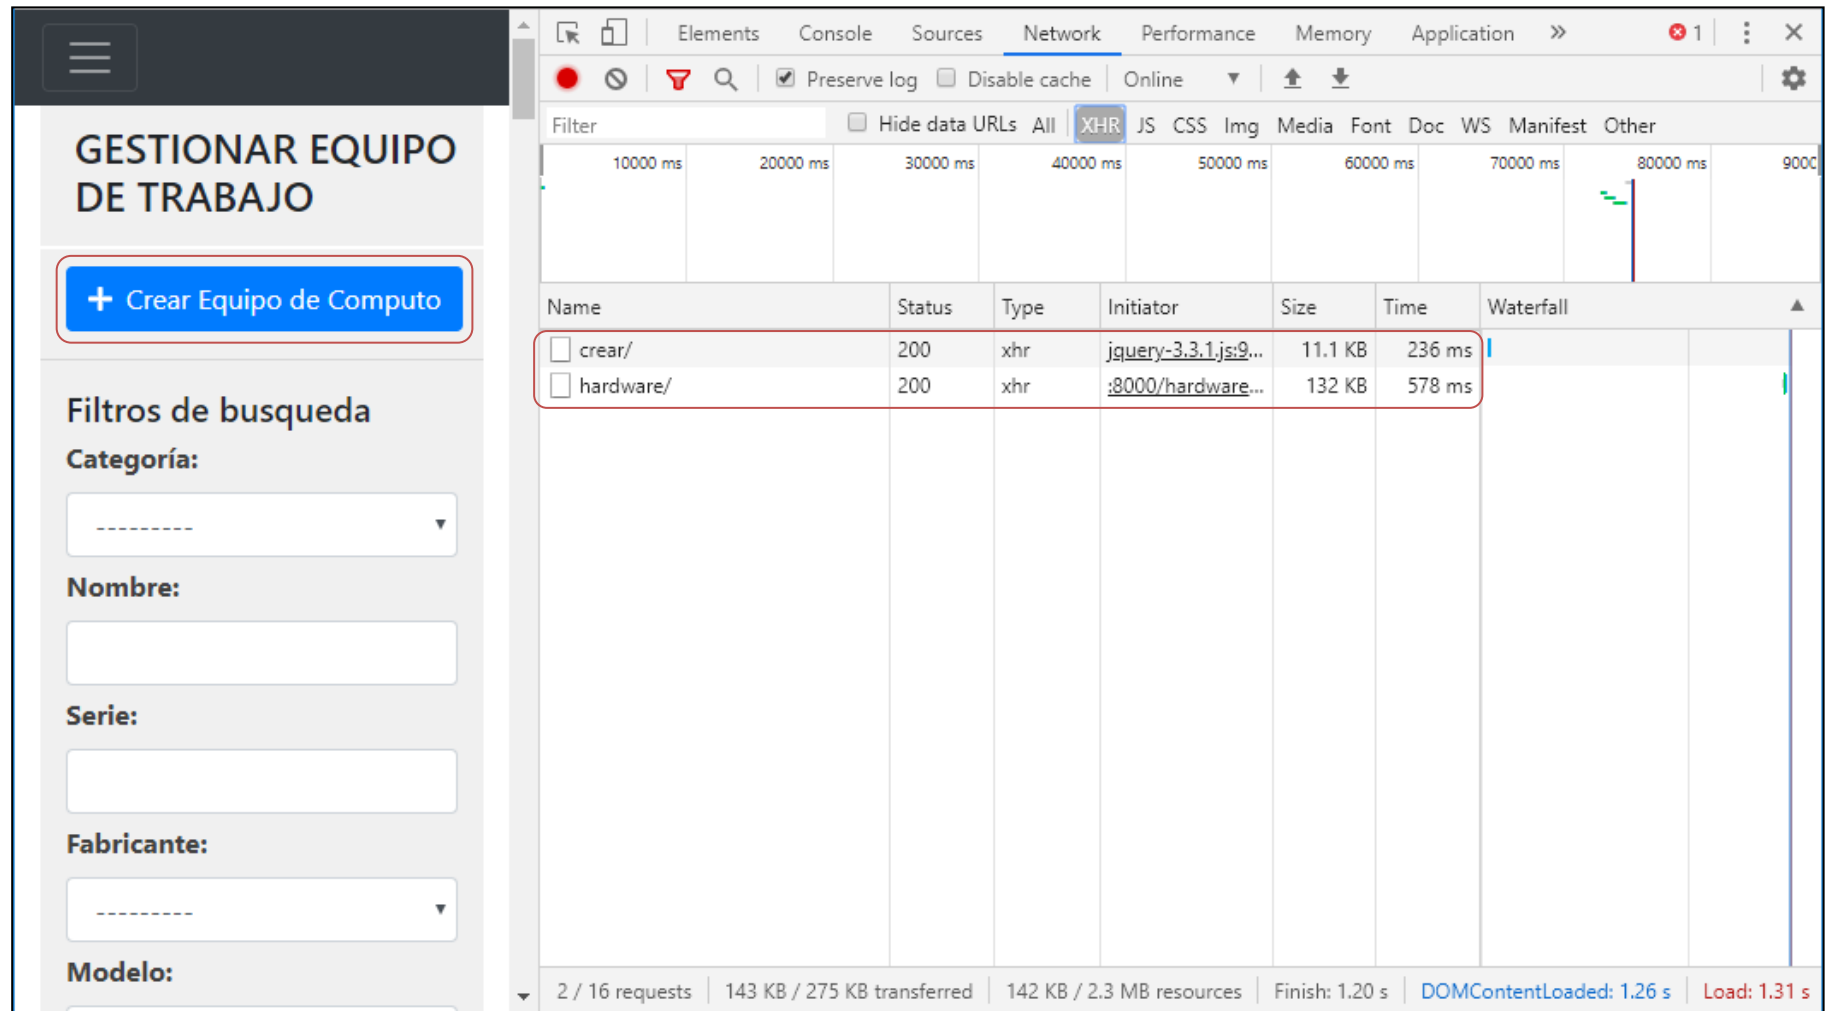 GESTIONAR EQUIPO
DE TRABAJO
Crear Equipo de Computo
Filtros de busqueda
Categoría:
---------
Nombre:
Serie:
Fabricante:
---------
Modelo:
Elements Console Sources Network Performance Memory Application » 1
Preserve log Disable cache Online
Filter Hide data URLs All XHR JS CSS Img Media Font Doc WS Manifest Other
10000 ms 20000 ms 30000 ms 40000 ms 50000 ms 60000 ms 70000 ms 80000 ms 9000
Name Status Type Initiator Size Time Waterfall
crear/ 200 xhr jquery-3.3.1.js:9... 11.1 KB 236 ms
hardware/ 200 xhr :8000/hardware... 132 KB 578 ms
2 / 16 requests 143 KB / 275 KB transferred 142 KB / 2.3 MB resources Finish: 1.20 s DOMContentLoaded: 1.26 s Load: 1.31 s